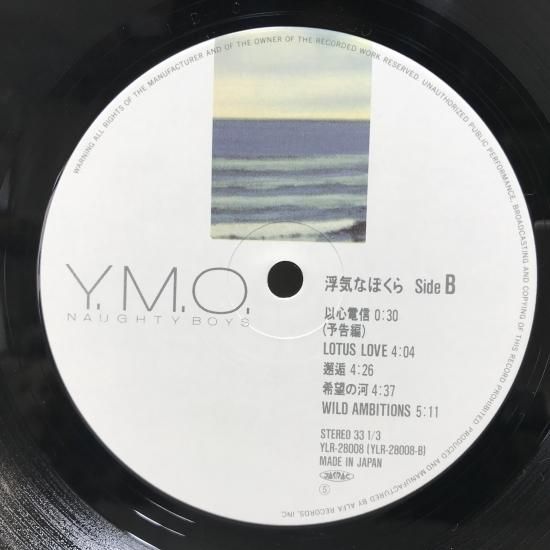 WARNING ALL RIGHTS OF THE MANUFACTURER AND OF THE OWNER OF THE RECORDED WORK RESERVED. UNAUTHORIZED PUBLIC PERFORMANCE, BROADCASTING AND COPYING OF THIS RECORD PROHIBITED. PRODUCED AND MANUFACTURED BY ALFA RECORDS, INC.
Y.M.O.
NAUGHTY BOYS
浮気なぼくら Side B
以心電信 0:30
(予告編)
LOTUS LOVE 4:04
邂逅 4:26
希望の河 4:37
WILD AMBITIONS 5:11
STEREO 33 1/3
YLR-28008 (YLR-28008-B)
MADE IN JAPAN
JASRAC
S